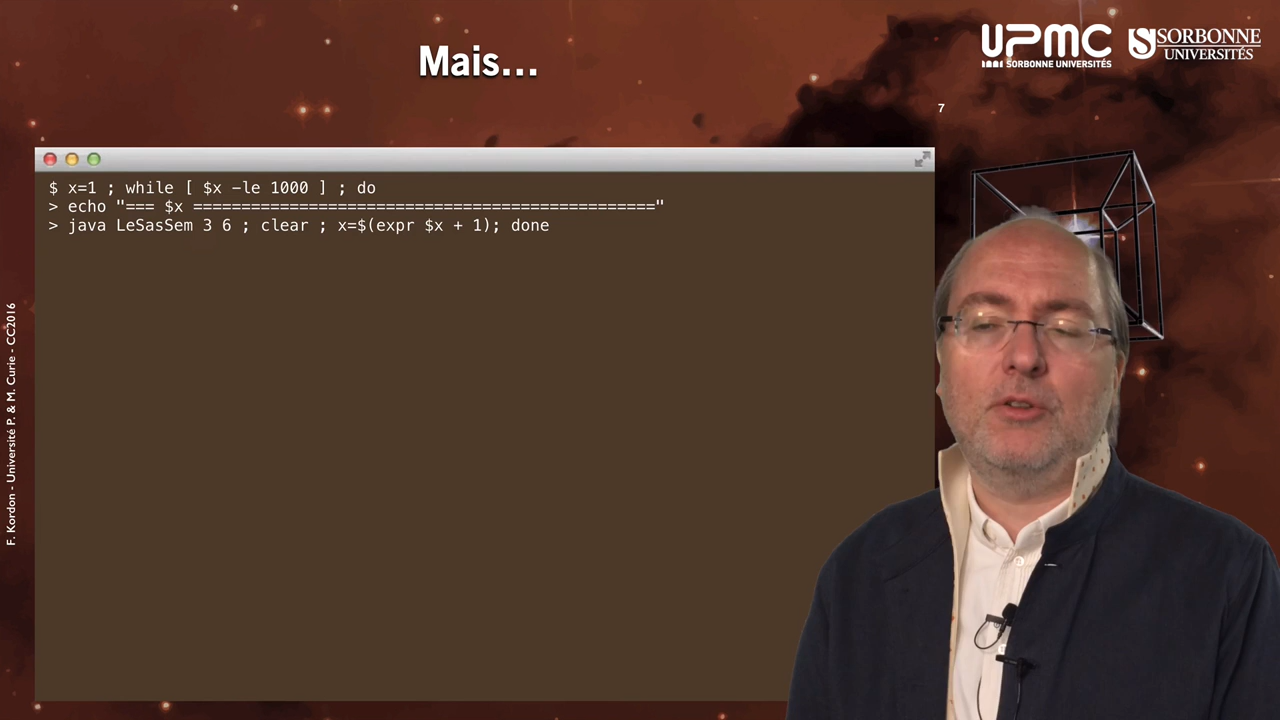 Mais...
UPMC
SORBONNE UNIVERSITÉS
SORBONNE
UNIVERSITÉS
7
$ x=1 ; while [ $x -le 1000 ] ; do
> echo "=== $x ================================================"
> java LeSasSem 3 6 ; clear ; x=$(expr $x + 1); done
F. Kordon - Université P. & M. Curie - CC2016